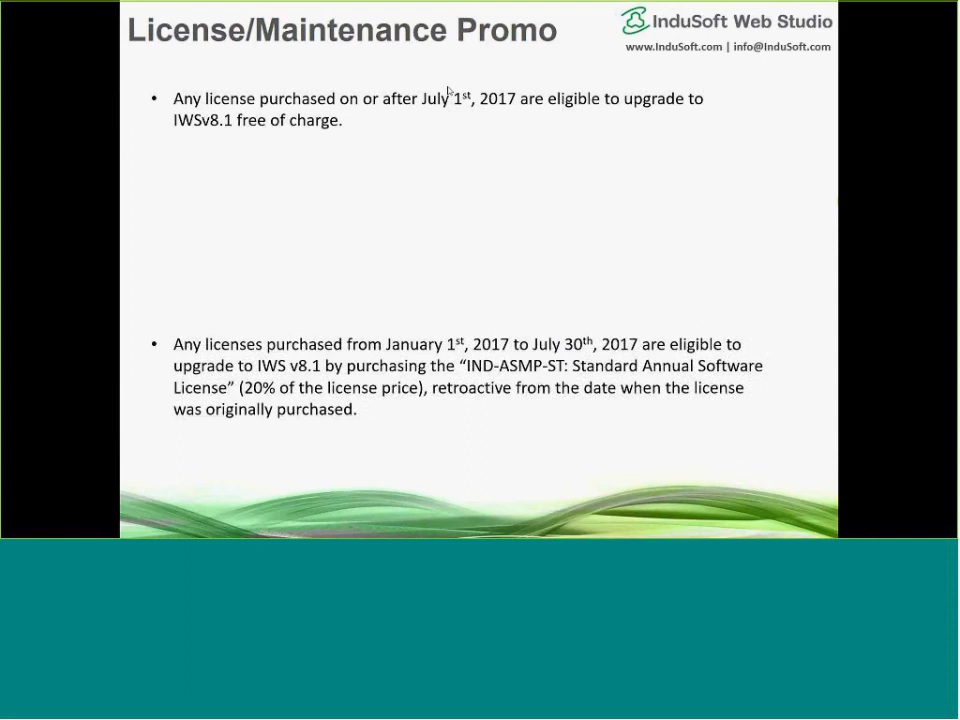 License/Maintenance Promo
InduSoft Web Studio
www.InduSoft.com | info@InduSoft.com
• Any license purchased on or after July 1st, 2017 are eligible to upgrade to
IWSv8.1 free of charge.
• Any licenses purchased from January 1st, 2017 to July 30th, 2017 are eligible to
upgrade to IWS v8.1 by purchasing the “IND-ASMP-ST: Standard Annual Software
License” (20% of the license price), retroactive from the date when the license
was originally purchased.